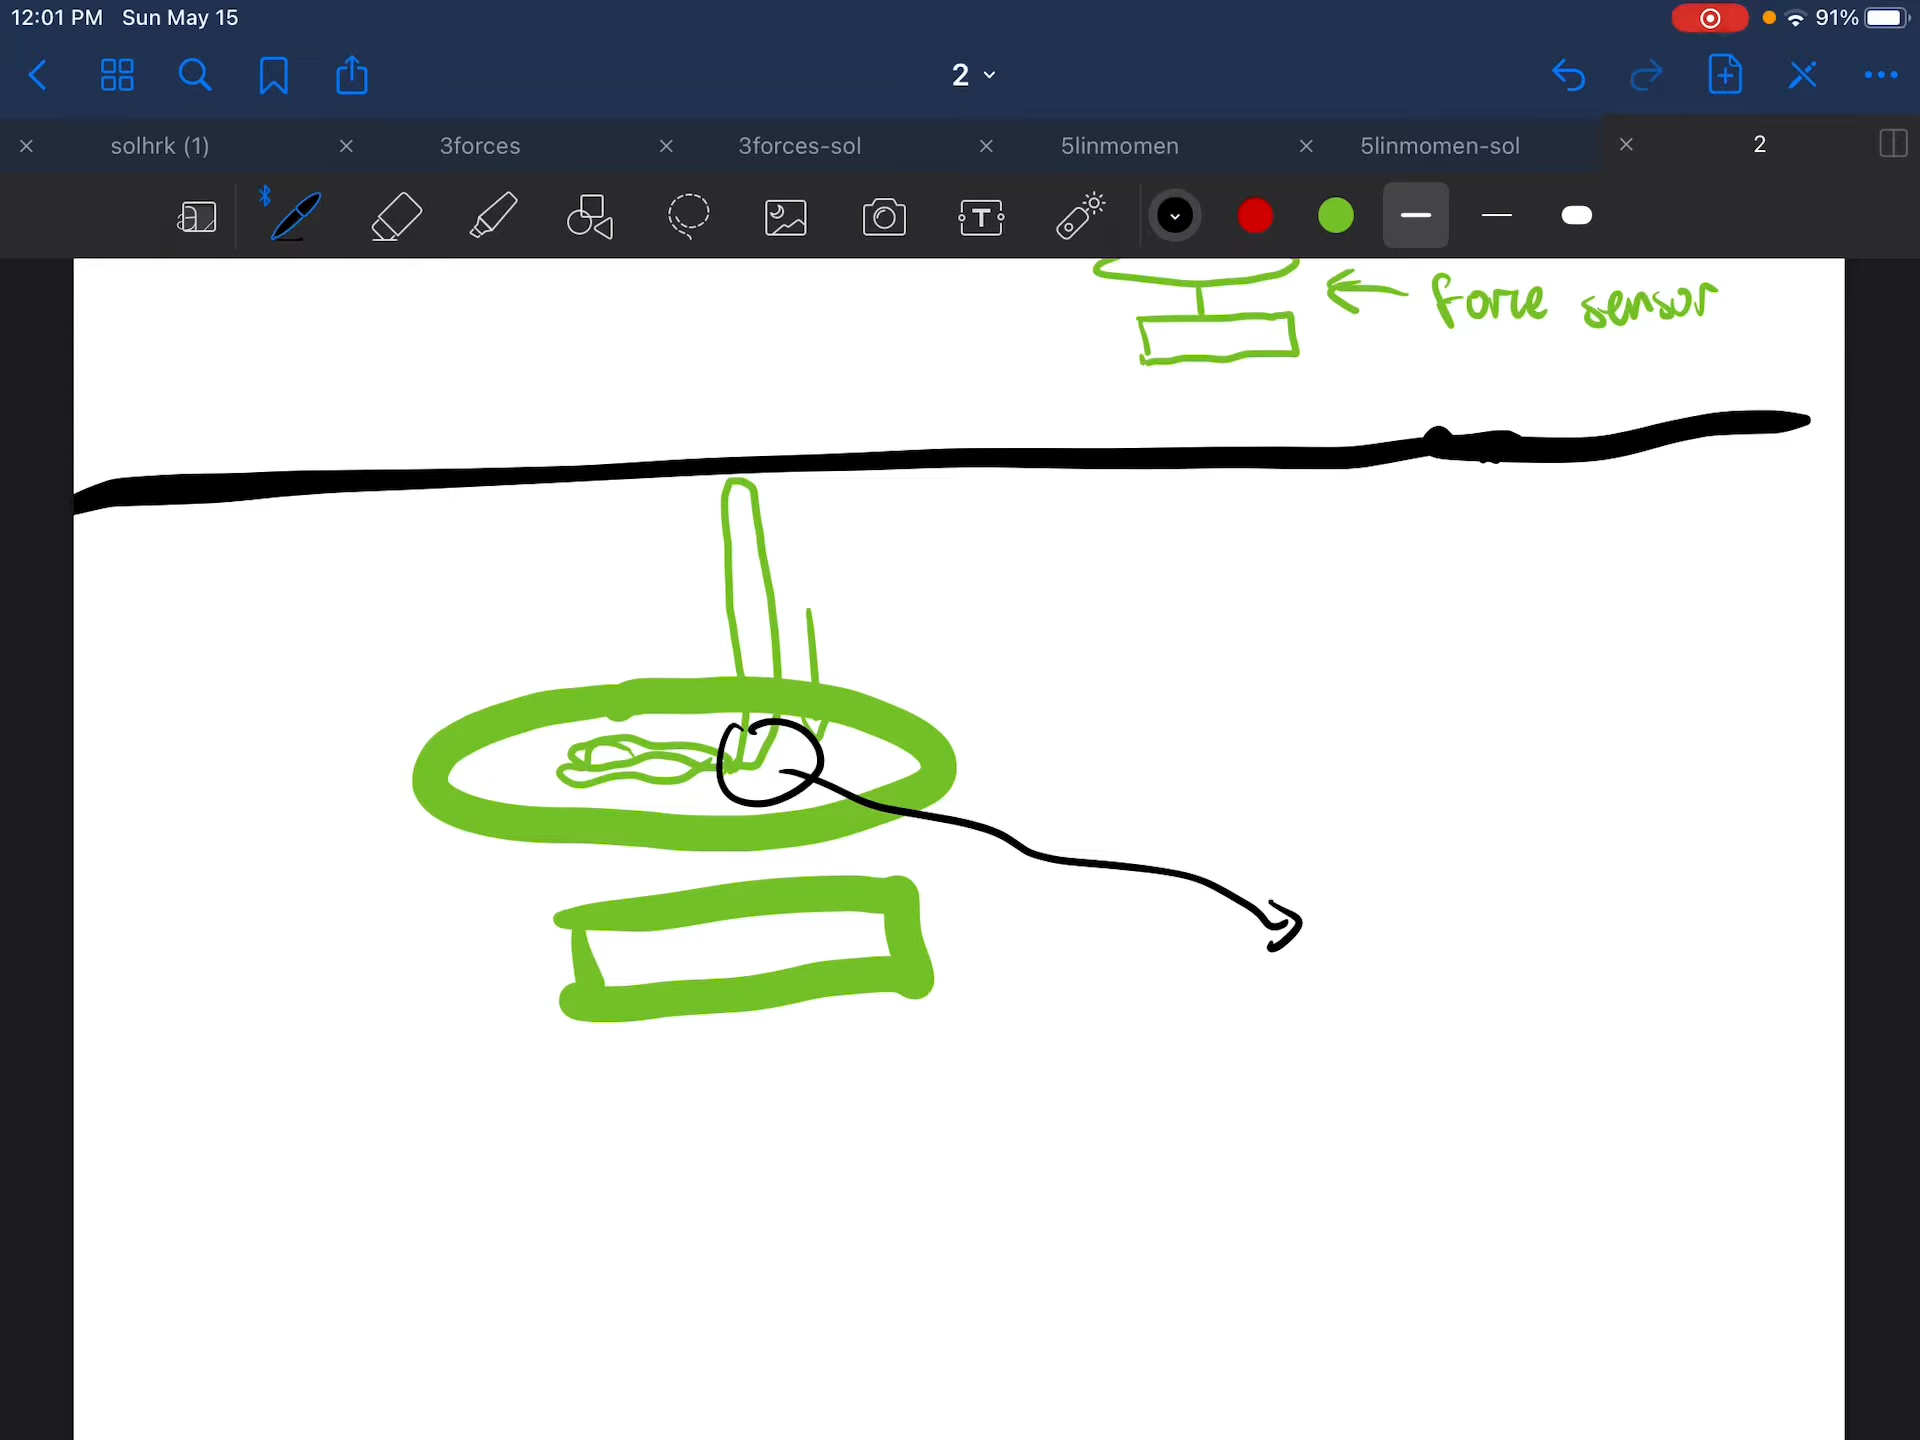 12:01 PM Sun May 15
91%
2
solhrk (1)
3forces
3forces-sol
5linmomen
5linmomen-sol
2
T
force sensor